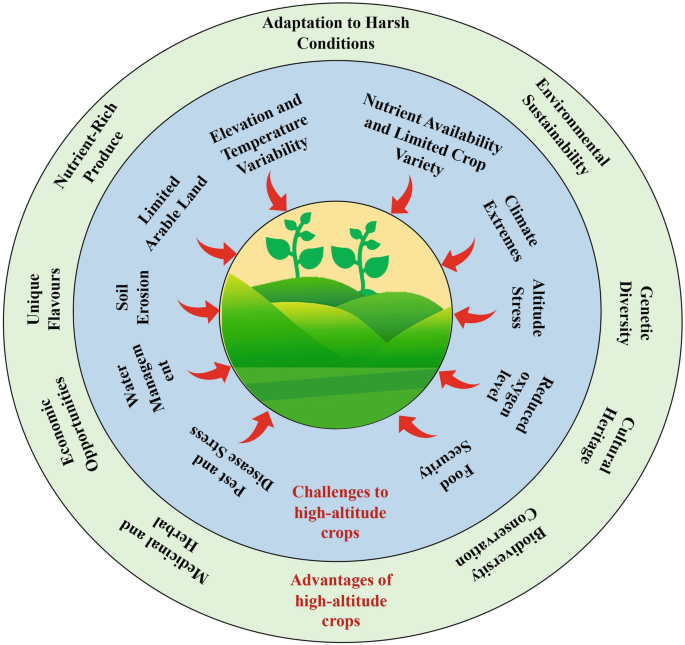 Adaptation to Harsh
Conditions
Environmental
Sustainability
Genetic
Diversity
Cultural
Heritage
Biodiversity
Conservation
Advantages of
high-altitude
crops
Medicinal and
Herbal
Economic
Opportunities
Unique
Flavours
Nutrient-Rich
Produce
Elevation and
Temperature
Variability
Nutrient Availability
and Limited Crop
Variety
Climate
Extremes
Altitude
Stress
Reduced
oxygen
level
Food
Security
Challenges to
high-altitude
crops
Pest and
Disease Stress
Water
Managem
ent
Soil
Erosion
Limited
Arable Land